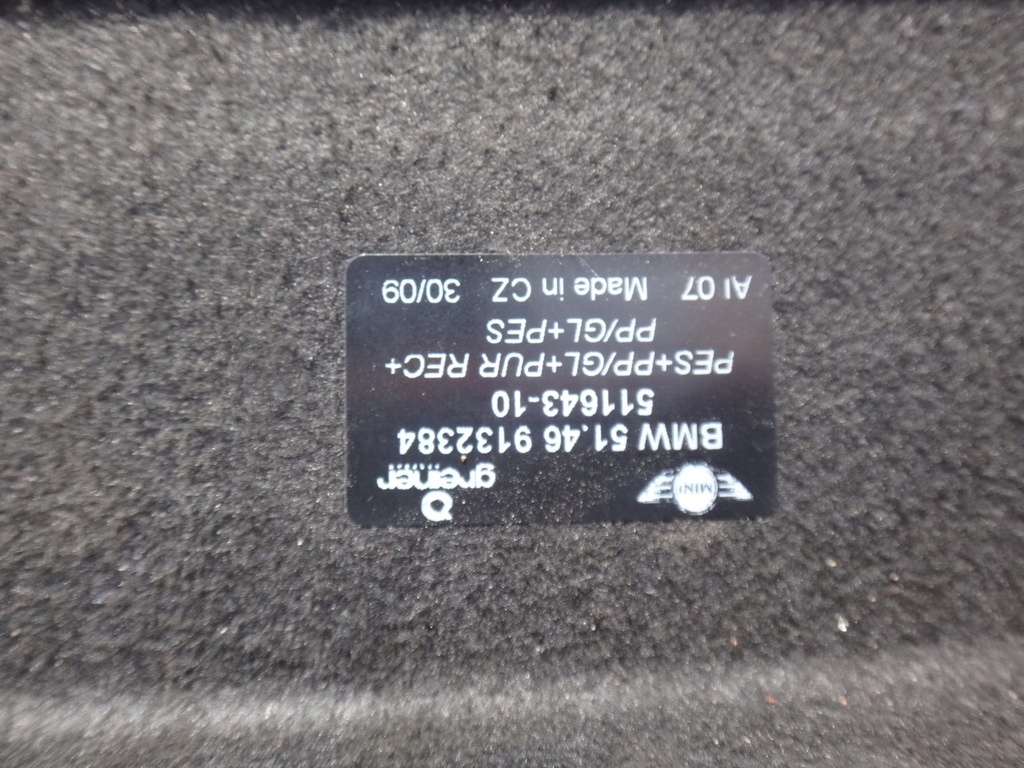 MINI
greiner
BMW 51.46 9132384
511643-10
PES+PP/GL+PUR REC+
PP/GL+PES
AI 07 Made in CZ 30/09